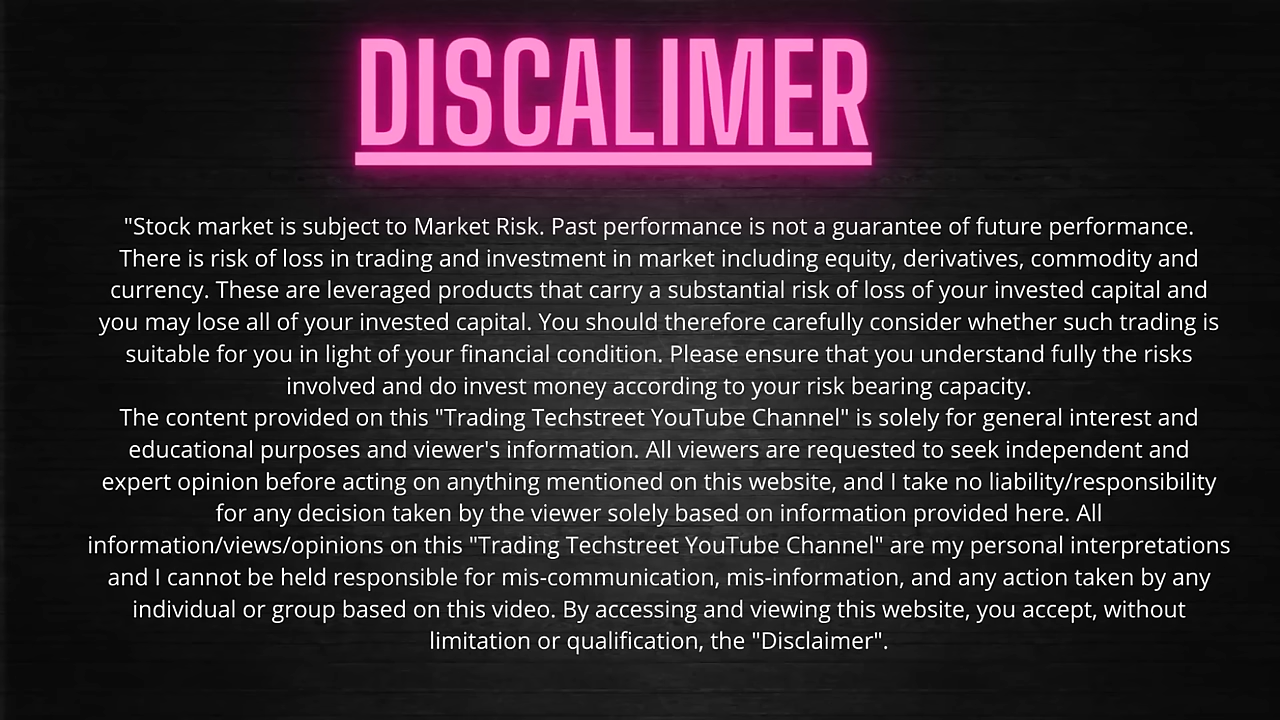 DISCALIMER
"Stock market is subject to Market Risk. Past performance is not a guarantee of future performance.
There is risk of loss in trading and investment in market including equity, derivatives, commodity and
currency. These are leveraged products that carry a substantial risk of loss of your invested capital and
you may lose all of your invested capital. You should therefore carefully consider whether such trading is
suitable for you in light of your financial condition. Please ensure that you understand fully the risks
involved and do invest money according to your risk bearing capacity.
The content provided on this "Trading Techstreet YouTube Channel" is solely for general interest and
educational purposes and viewer's information. All viewers are requested to seek independent and
expert opinion before acting on anything mentioned on this website, and I take no liability/responsibility
for any decision taken by the viewer solely based on information provided here. All
information/views/opinions on this "Trading Techstreet YouTube Channel" are my personal interpretations
and I cannot be held responsible for mis-communication, mis-information, and any action taken by any
individual or group based on this video. By accessing and viewing this website, you accept, without
limitation or qualification, the "Disclaimer".